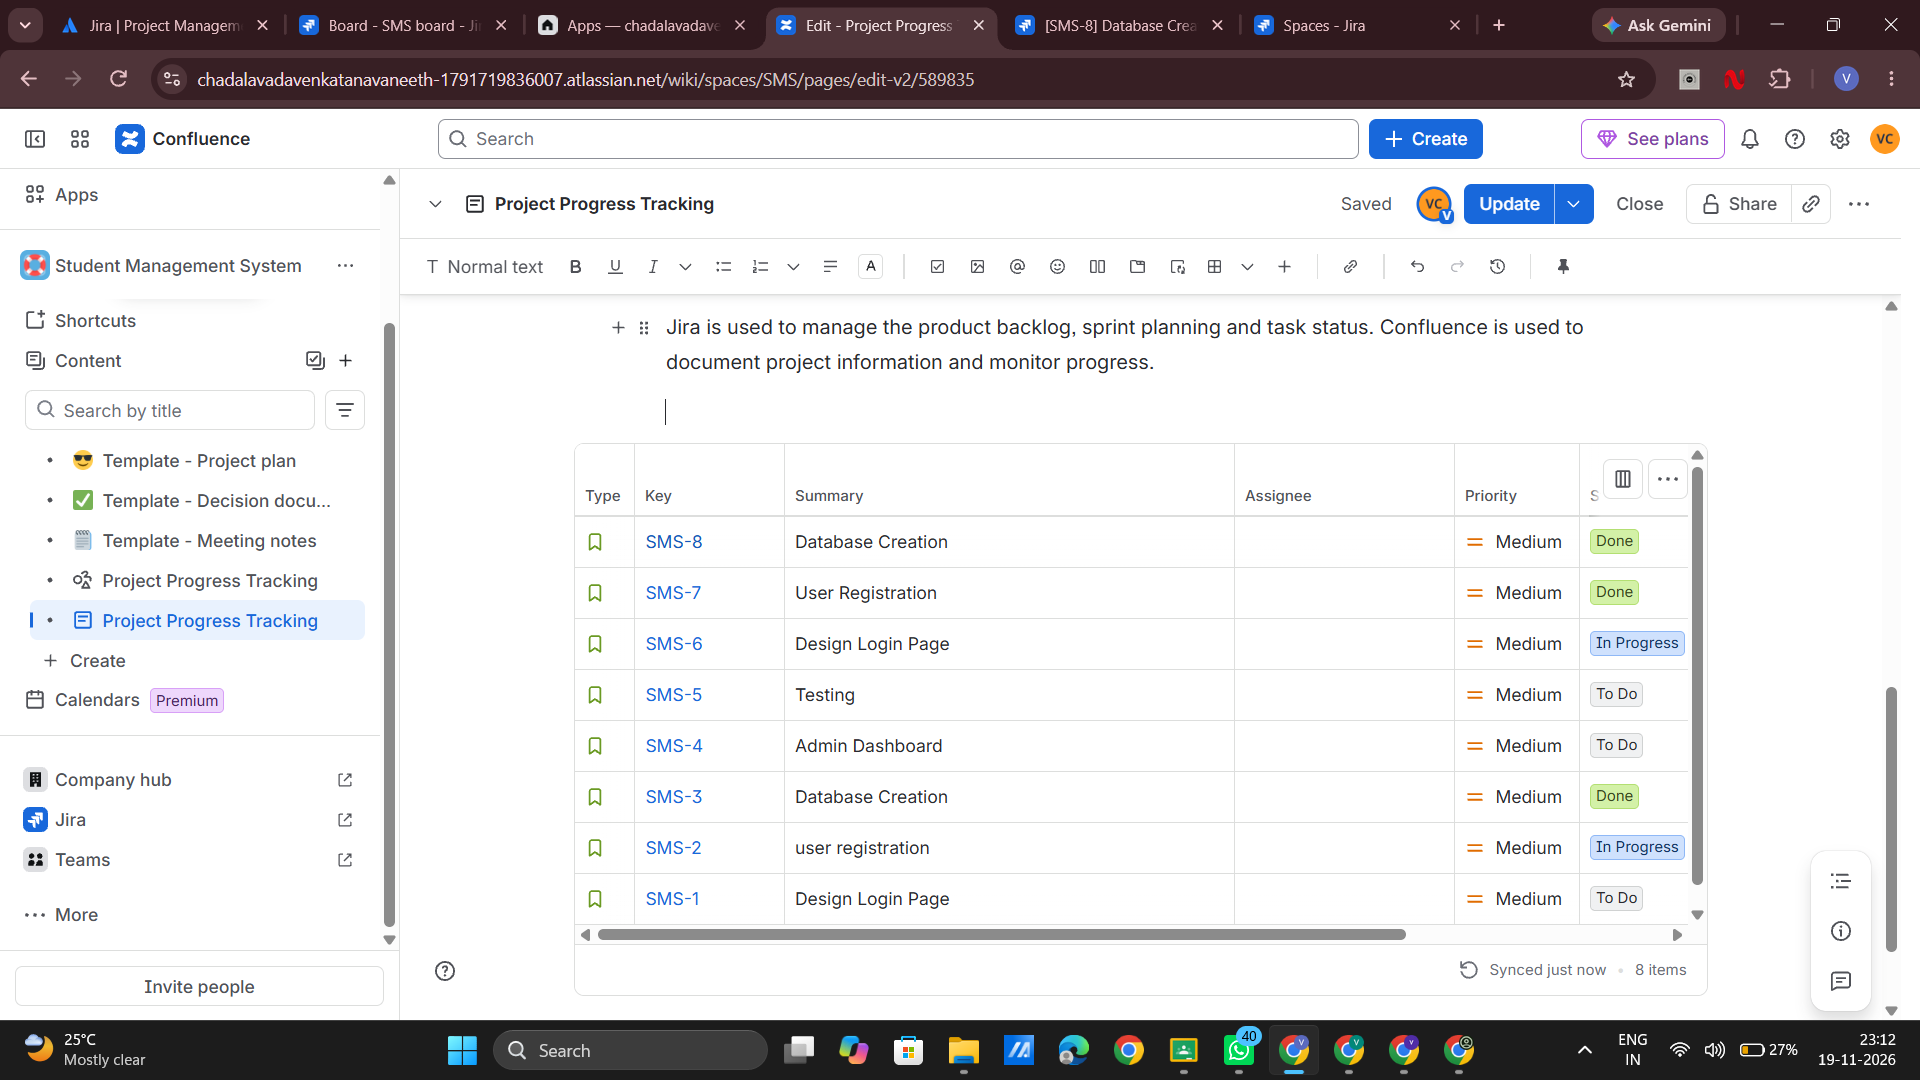 Jira | Project Managem
Board - SMS board - Ji
Apps — chadalavadave
Edit - Project Progress
[SMS-8] Database Crea
Spaces - Jira
Ask Gemini
chadalavadavenkatanavaneeth-1791719836007.atlassian.net/wiki/spaces/SMS/pages/edit-v2/589835
V
Confluence
Search
Create
See plans
VC
Apps
Student Management System
Shortcuts
Content
Search by title
Template - Project plan
Template - Decision docu...
Template - Meeting notes
Project Progress Tracking
Project Progress Tracking
Create
Calendars Premium
Company hub
Jira
Teams
More
Invite people
Project Progress Tracking
Saved
VC
V
Update
Close
Share
T Normal text
B U I A
Jira is used to manage the product backlog, sprint planning and task status. Confluence is used to
document project information and monitor progress.
Type Key Summary Assignee Priority S
SMS-8 Database Creation Medium Done
SMS-7 User Registration Medium Done
SMS-6 Design Login Page Medium In Progress
SMS-5 Testing Medium To Do
SMS-4 Admin Dashboard Medium To Do
SMS-3 Database Creation Medium Done
SMS-2 user registration Medium In Progress
SMS-1 Design Login Page Medium To Do
Synced just now • 8 items
25°C
Mostly clear
Search
40
ENG
IN
27%
23:12
19-11-2026